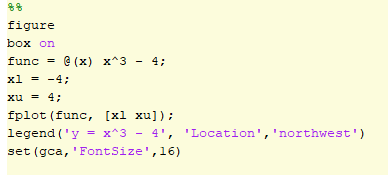 %%
figure
box on
func = @(x) x^3 - 4;
xl = -4;
xu = 4;
fplot(func, [xl xu]);
legend('y = x^3 - 4', 'Location','northwest')
set(gca,'FontSize',16)